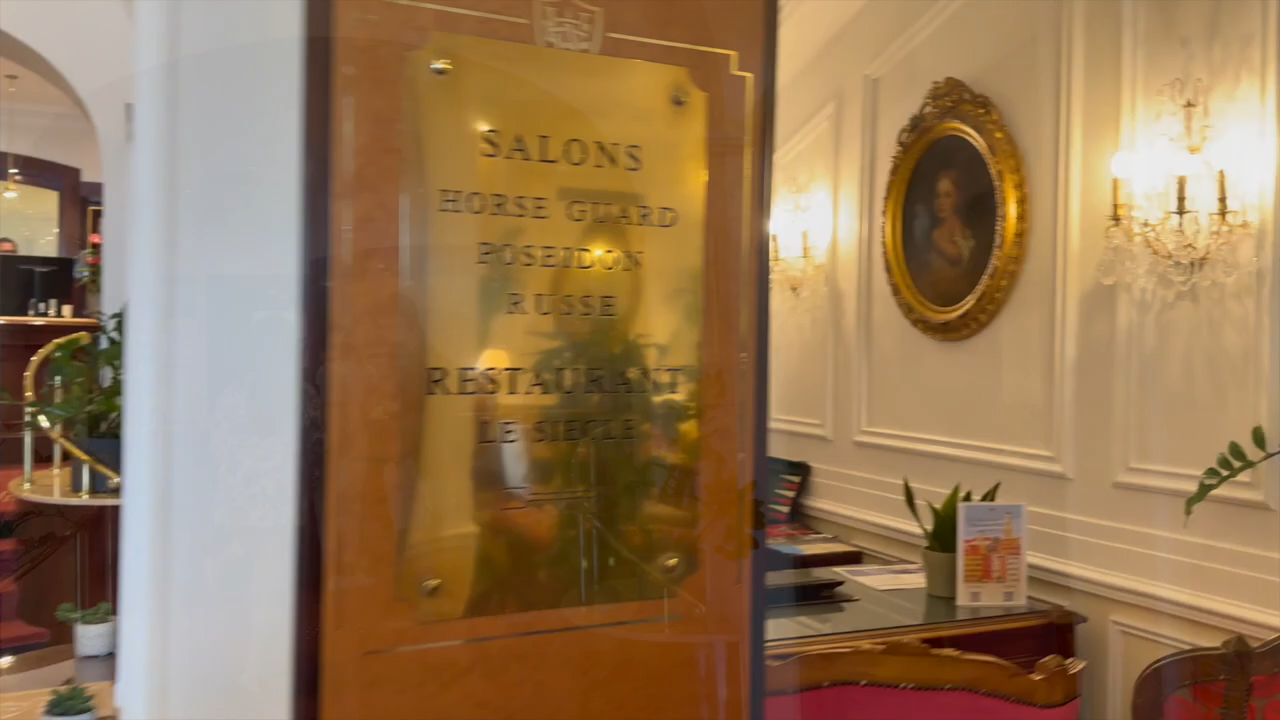 SALONS
HORSE GUARD
POSEIDON
RUSSE
RESTAURANT
LE SIECLE